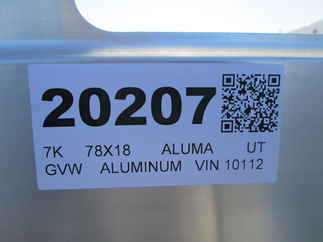 20207
7K 78X18 ALUMA UT
GVW ALUMINUM VIN 10112